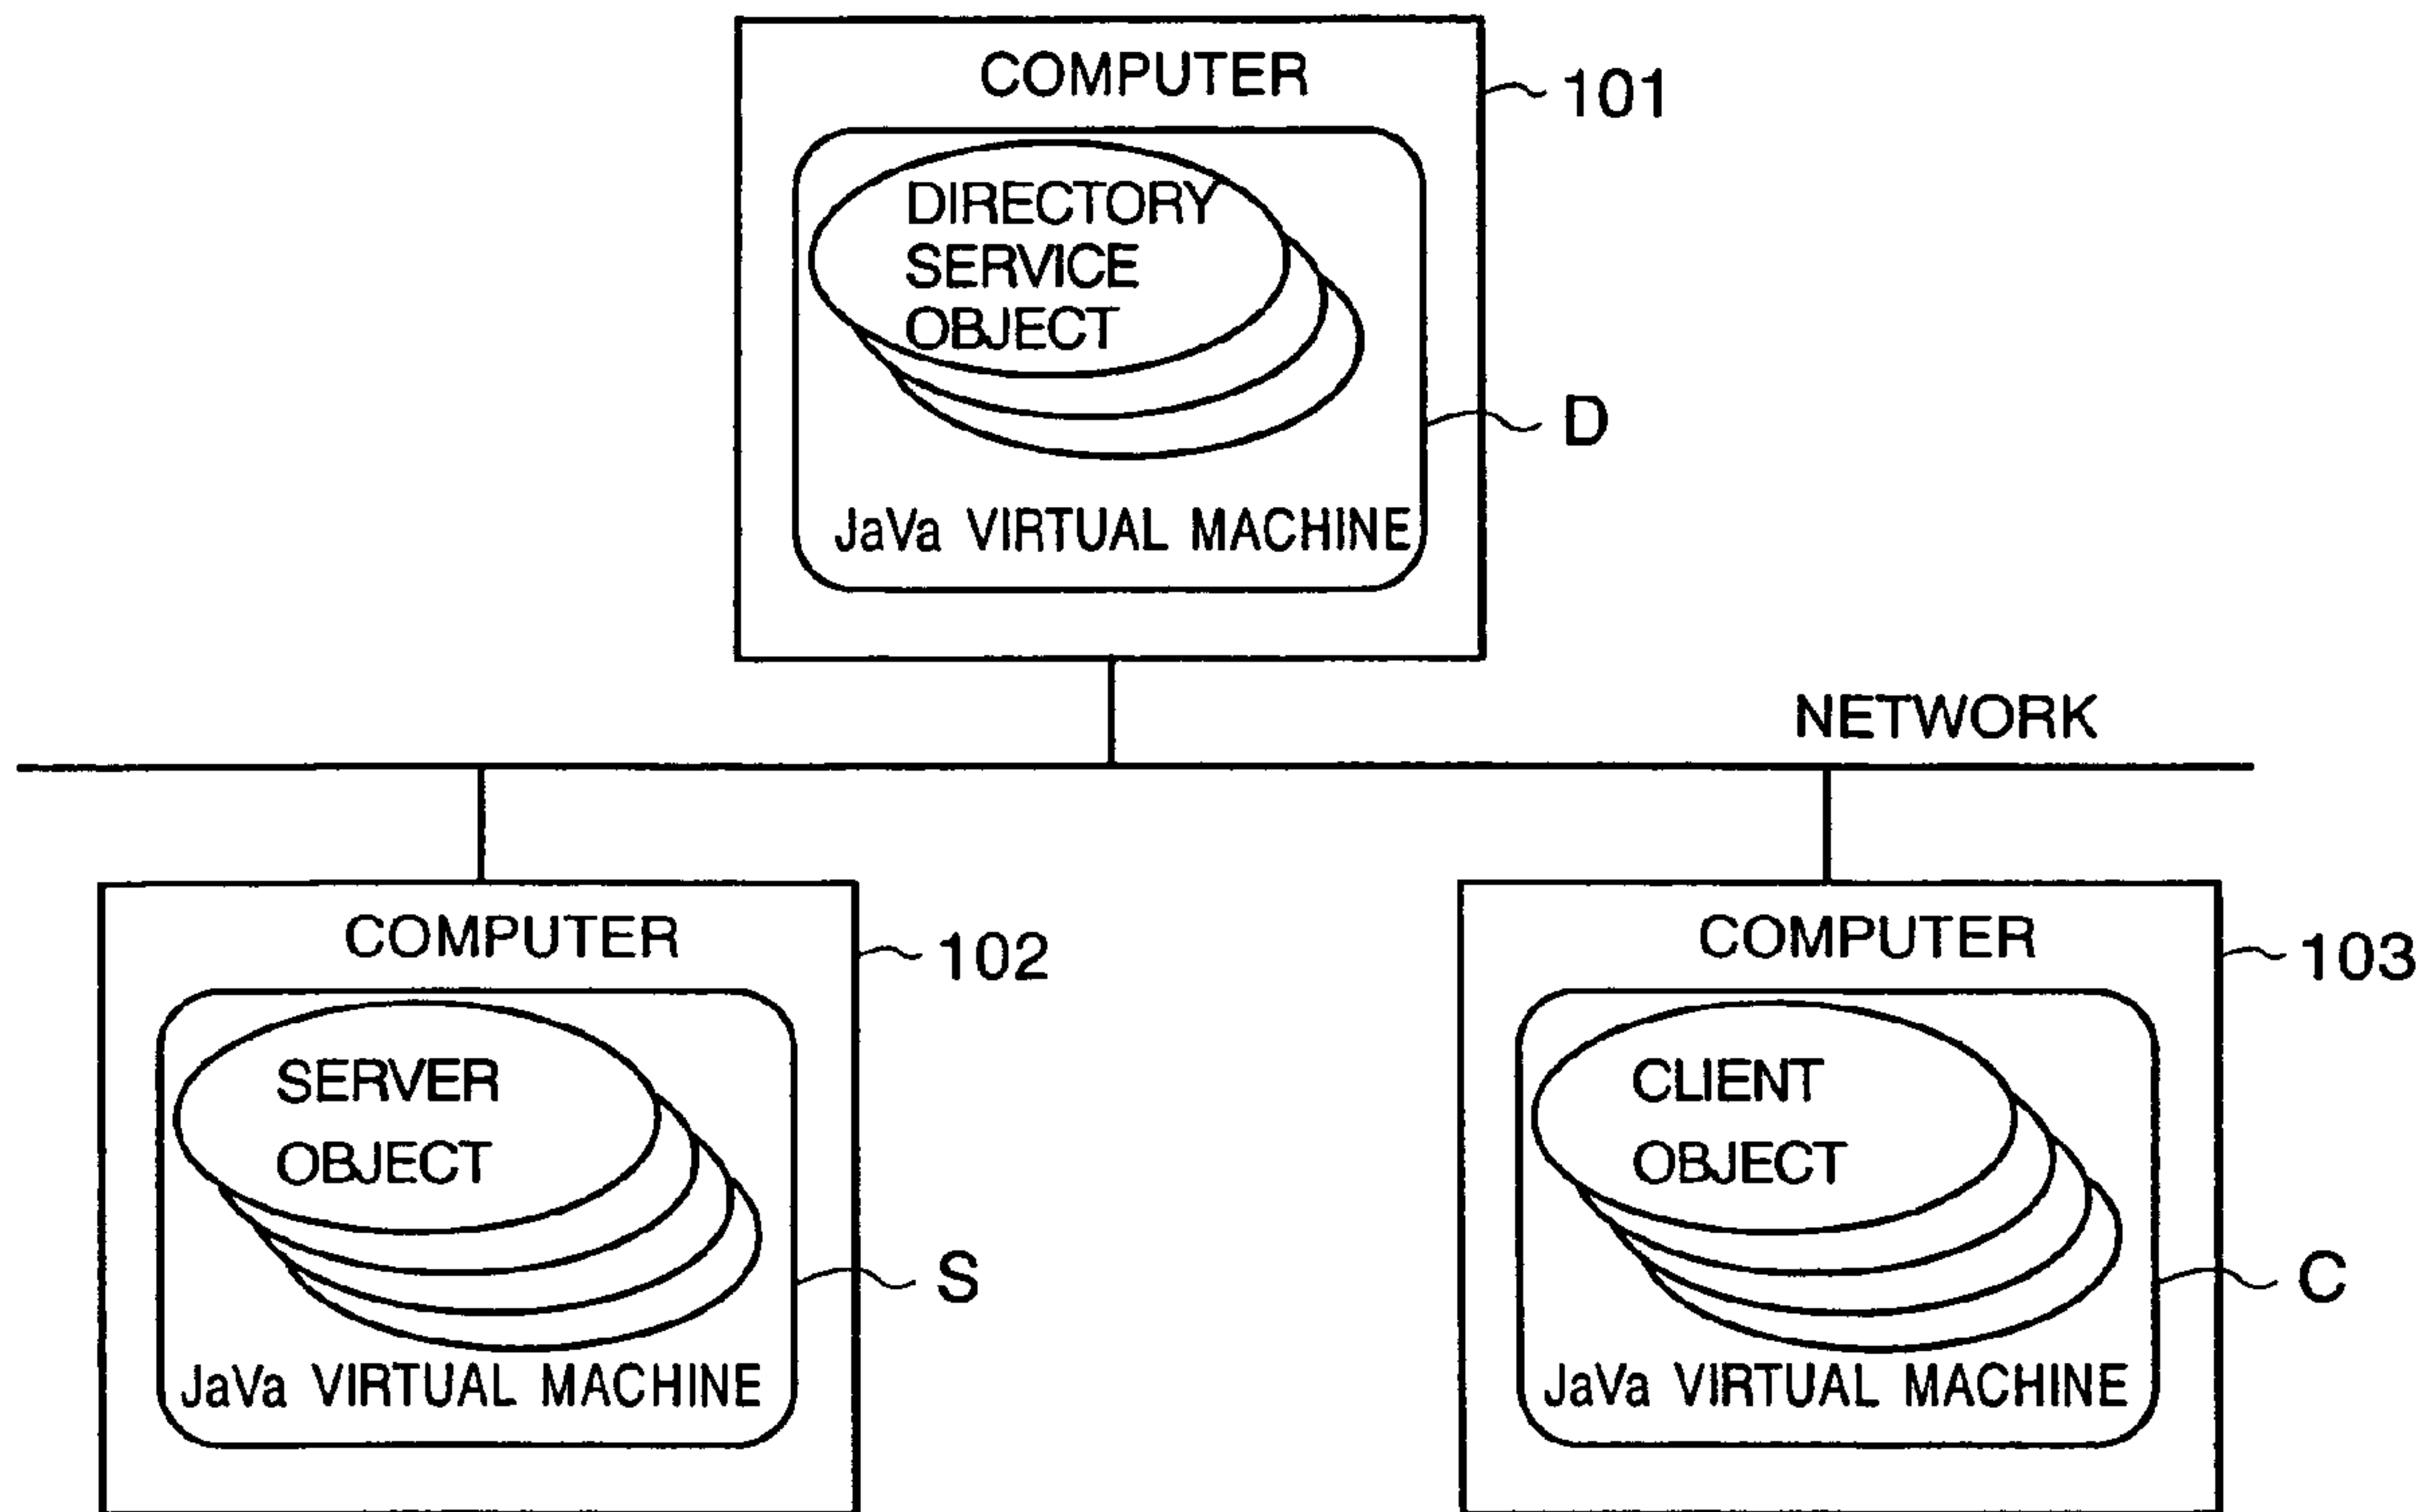 COMPUTER
101
DIRECTORY
SERVICE
OBJECT
D
JaVa VIRTUAL MACHINE
NETWORK
COMPUTER
102
SERVER
OBJECT
S
JaVa VIRTUAL MACHINE
COMPUTER
103
CLIENT
OBJECT
C
JaVa VIRTUAL MACHINE